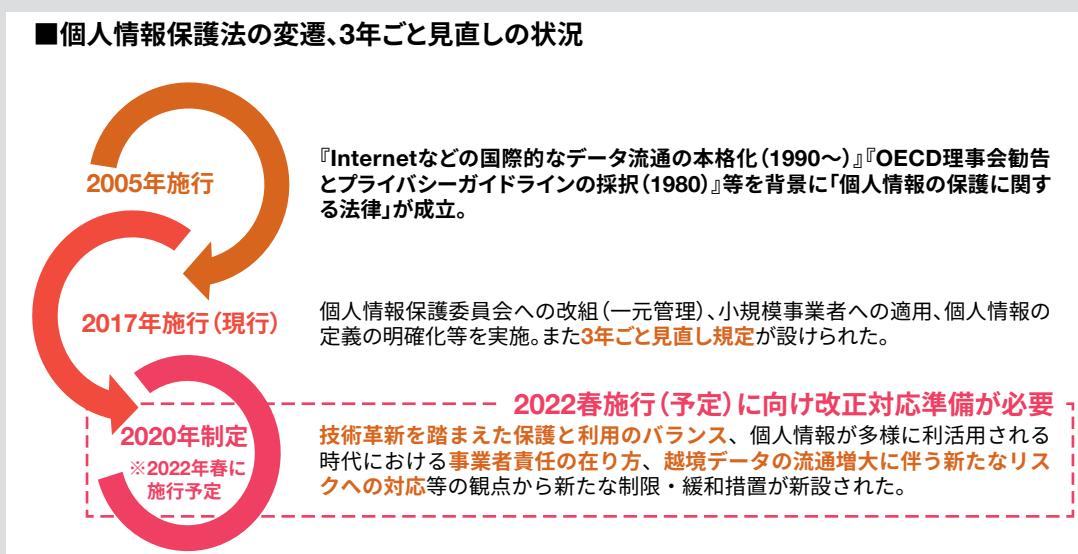 ■個人情報保護法の変遷、3年ごと見直しの状況
2005年施行
『Internetなどの国際的なデータ流通の本格化（1990～）』『OECD理事会勧告
とプライバシーガイドラインの採択（1980）』等を背景に「個人情報の保護に関す
る法律」が成立。
2017年施行（現行）
個人情報保護委員会への改組（一元管理）、小規模事業者への適用、個人情報の
定義の明確化等を実施。また3年ごと見直し規定が設けられた。
2022春施行（予定）に向け改正対応準備が必要
2020年制定
※2022年春に
施行予定
技術革新を踏まえた保護と利用のバランス、個人情報が多様に利活用される
時代における事業者責任の在り方、越境データの流通増大に伴う新たなリス
クへの対応等の観点から新たな制限・緩和措置が新設された。